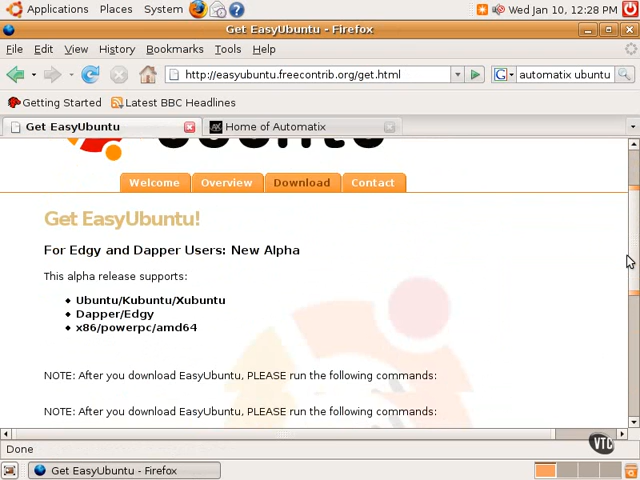 Applications Places System Wed Jan 10, 12:28 PM
Get EasyUbuntu - Firefox
File Edit View History Bookmarks Tools Help
http://easyubuntu.freecontrib.org/get.html G automatix ubuntu
Getting Started Latest BBC Headlines
Get EasyUbuntu AX Home of Automatix
Welcome Overview Download Contact
Get EasyUbuntu!
For Edgy and Dapper Users: New Alpha
This alpha release supports:
Ubuntu/Kubuntu/Xubuntu
Dapper/Edgy
x86/powerpc/amd64
NOTE: After you download EasyUbuntu, PLEASE run the following commands:
NOTE: After you download EasyUbuntu, PLEASE run the following commands:
Done
VTC
Get EasyUbuntu - Firefox